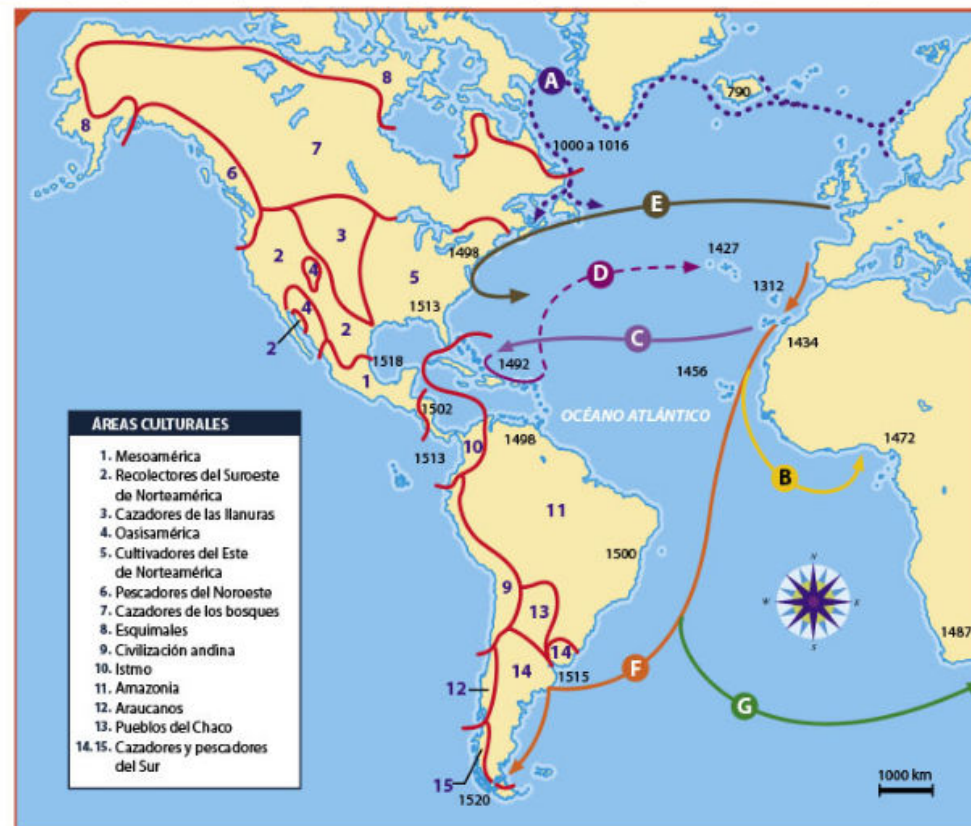 8
A
790
8
7
1000 a 1016
6
E
3
1498
1427
2
4
5
D
1312
4
1513
2
C
1434
2
1518
1492
1456
1
OCÉANO ATLÁNTICO
1502
1472
1498
1513
10
B
11
1500
9
13
N
W
E
S
1487
14
14
F
1515
12
G
15
1520
1000 km
ÁREAS CULTURALES
1. Mesoamérica
2. Recolectores del Suroeste
de Norteamérica
3. Cazadores de las llanuras
4. Oasisamérica
5. Cultivadores del Este
de Norteamérica
6. Pescadores del Noroeste
7. Cazadores de los bosques
8. Esquimales
9. Civilización andina
10. Istmo
11. Amazonia
12. Araucanos
13. Pueblos del Chaco
14. 15. Cazadores y pescadores
del Sur